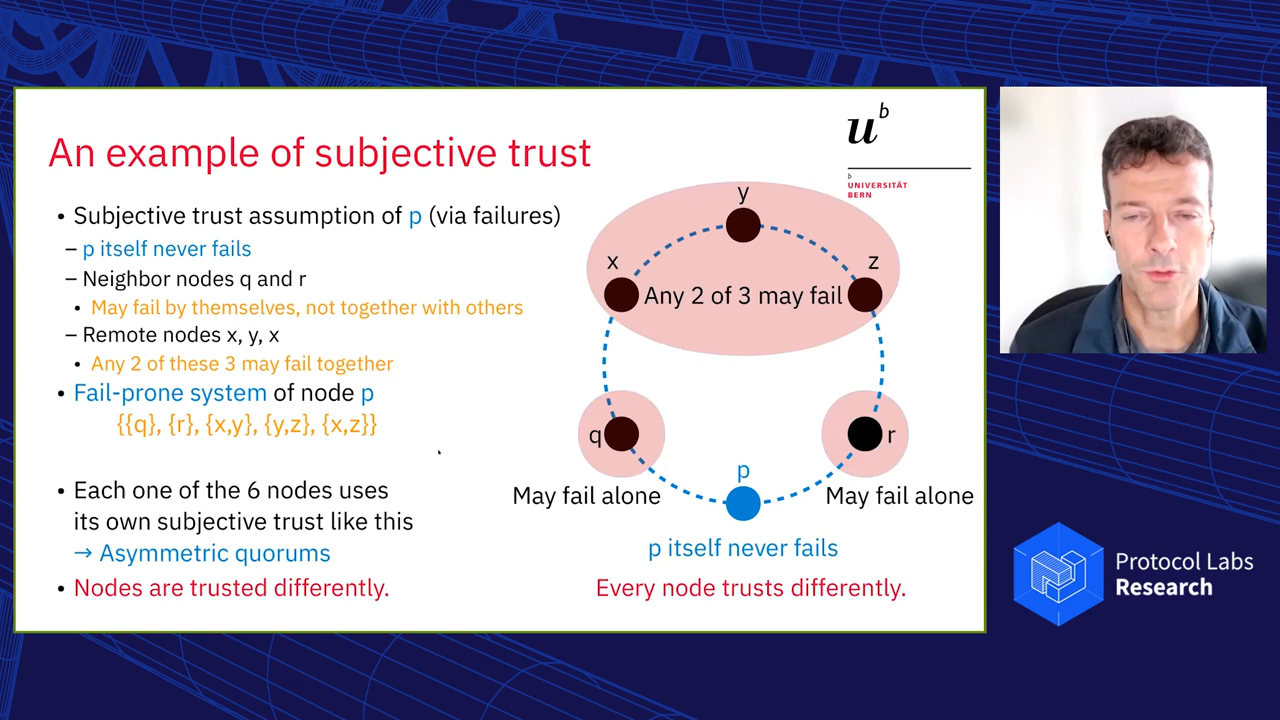 An example of subjective trust
u b
b
UNIVERSITÄT
BERN
• Subjective trust assumption of p (via failures)
– p itself never fails
– Neighbor nodes q and r
• May fail by themselves, not together with others
– Remote nodes x, y, x
• Any 2 of these 3 may fail together
• Fail-prone system of node p
{{q}, {r}, {x,y}, {y,z}, {x,z}}
• Each one of the 6 nodes uses
its own subjective trust like this
→ Asymmetric quorums
• Nodes are trusted differently.
y
x
z
Any 2 of 3 may fail
q
r
p
May fail alone
May fail alone
p itself never fails
Every node trusts differently.
Protocol Labs
Research